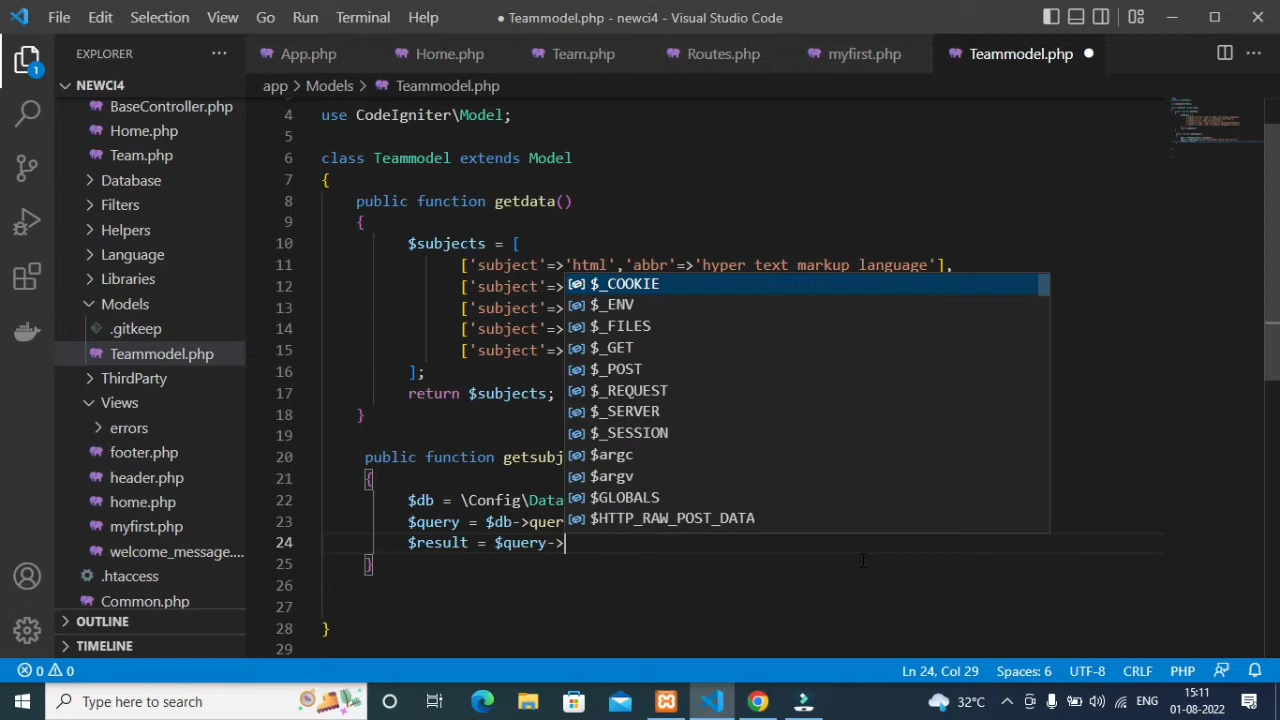 File Edit Selection View Go Run Terminal Help
● Teammodel.php - newci4 - Visual Studio Code
EXPLORER ···
App.php Home.php Team.php Routes.php myfirst.php Teammodel.php ●
1
NEWCI4
app > Models > Teammodel.php
BaseController.php
Home.php
Team.php
Database
Filters
Helpers
Language
Libraries
Models
.gitkeep
Teammodel.php
ThirdParty
Views
errors
footer.php
header.php
home.php
myfirst.php
welcome_message....
.htaccess
Common.php
OUTLINE
TIMELINE
4 use CodeIgniter\Model;
5
6 class Teammodel extends Model
7 {
8 public function getdata()
9 {
10 $subjects = [
11 ['subject'=>'html','abbr'=>'hyper text markup language'],
12 ['subject'=>
13 ['subject'=>
14 ['subject'=>
15 ['subject'=>
16 ];
17 return $subjects;
18 }
19
20 public function getsubj
21 {
22 $db = \Config\Data
23 $query = $db->quer
24 $result = $query->
25 }
26
27
28 }
29
$_COOKIE
$_ENV
$_FILES
$_GET
$_POST
$_REQUEST
$_SERVER
$_SESSION
$argc
$argv
$GLOBALS
$HTTP_RAW_POST_DATA
0 0 Ln 24, Col 29 Spaces: 6 UTF-8 CRLF PHP
Type here to search
32°C ENG 15:11
01-08-2022